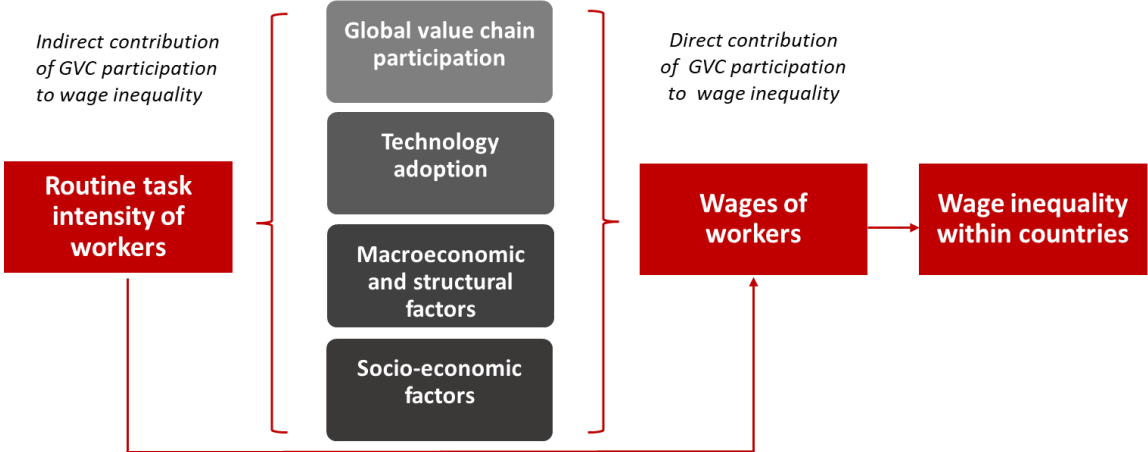 Indirect contribution
of GVC participation
to wage inequality
Global value chain
participation
Direct contribution
of GVC participation
to wage inequality
Technology
adoption
Routine task
intensity of
workers
Wages of
workers
Wage inequality
within countries
Macroeconomic
and structural
factors
Socio-economic
factors